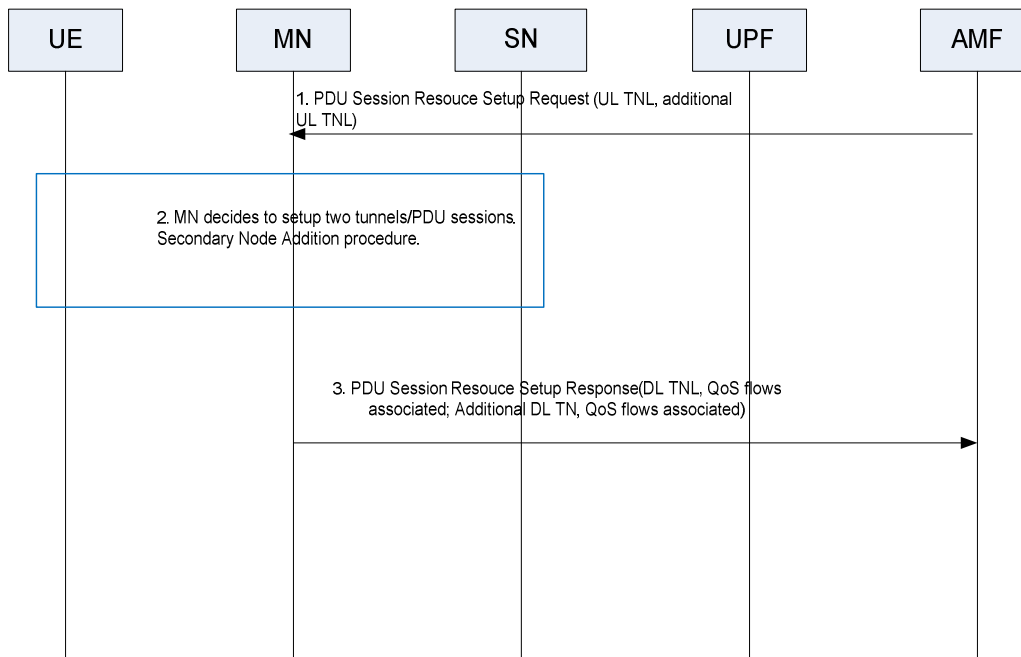 UE
MN
SN
UPF
AMF
1. PDU Session Resouce Setup Request (UL TNL, additional
UL TNL)
2. MN decides to setup two tunnels/PDU sessions.
Secondary Node Addition procedure.
3. PDU Session Resouce Setup Response(DL TNL, QoS flows
associated; Additional DL TN, QoS flows associated)